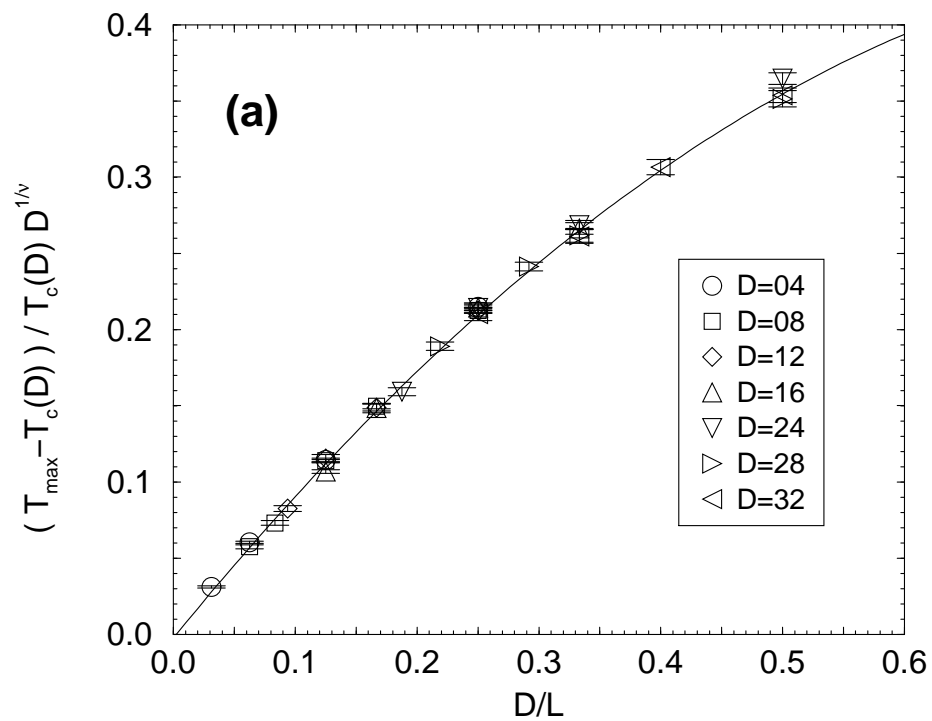 (a)
( T_max−T_c(D) ) / T_c(D) D^1/ν
0.4
0.3
0.2
0.1
0.0
D=04
D=08
D=12
D=16
D=24
D=28
D=32
0.0 0.1 0.2 0.3 0.4 0.5 0.6
D/L